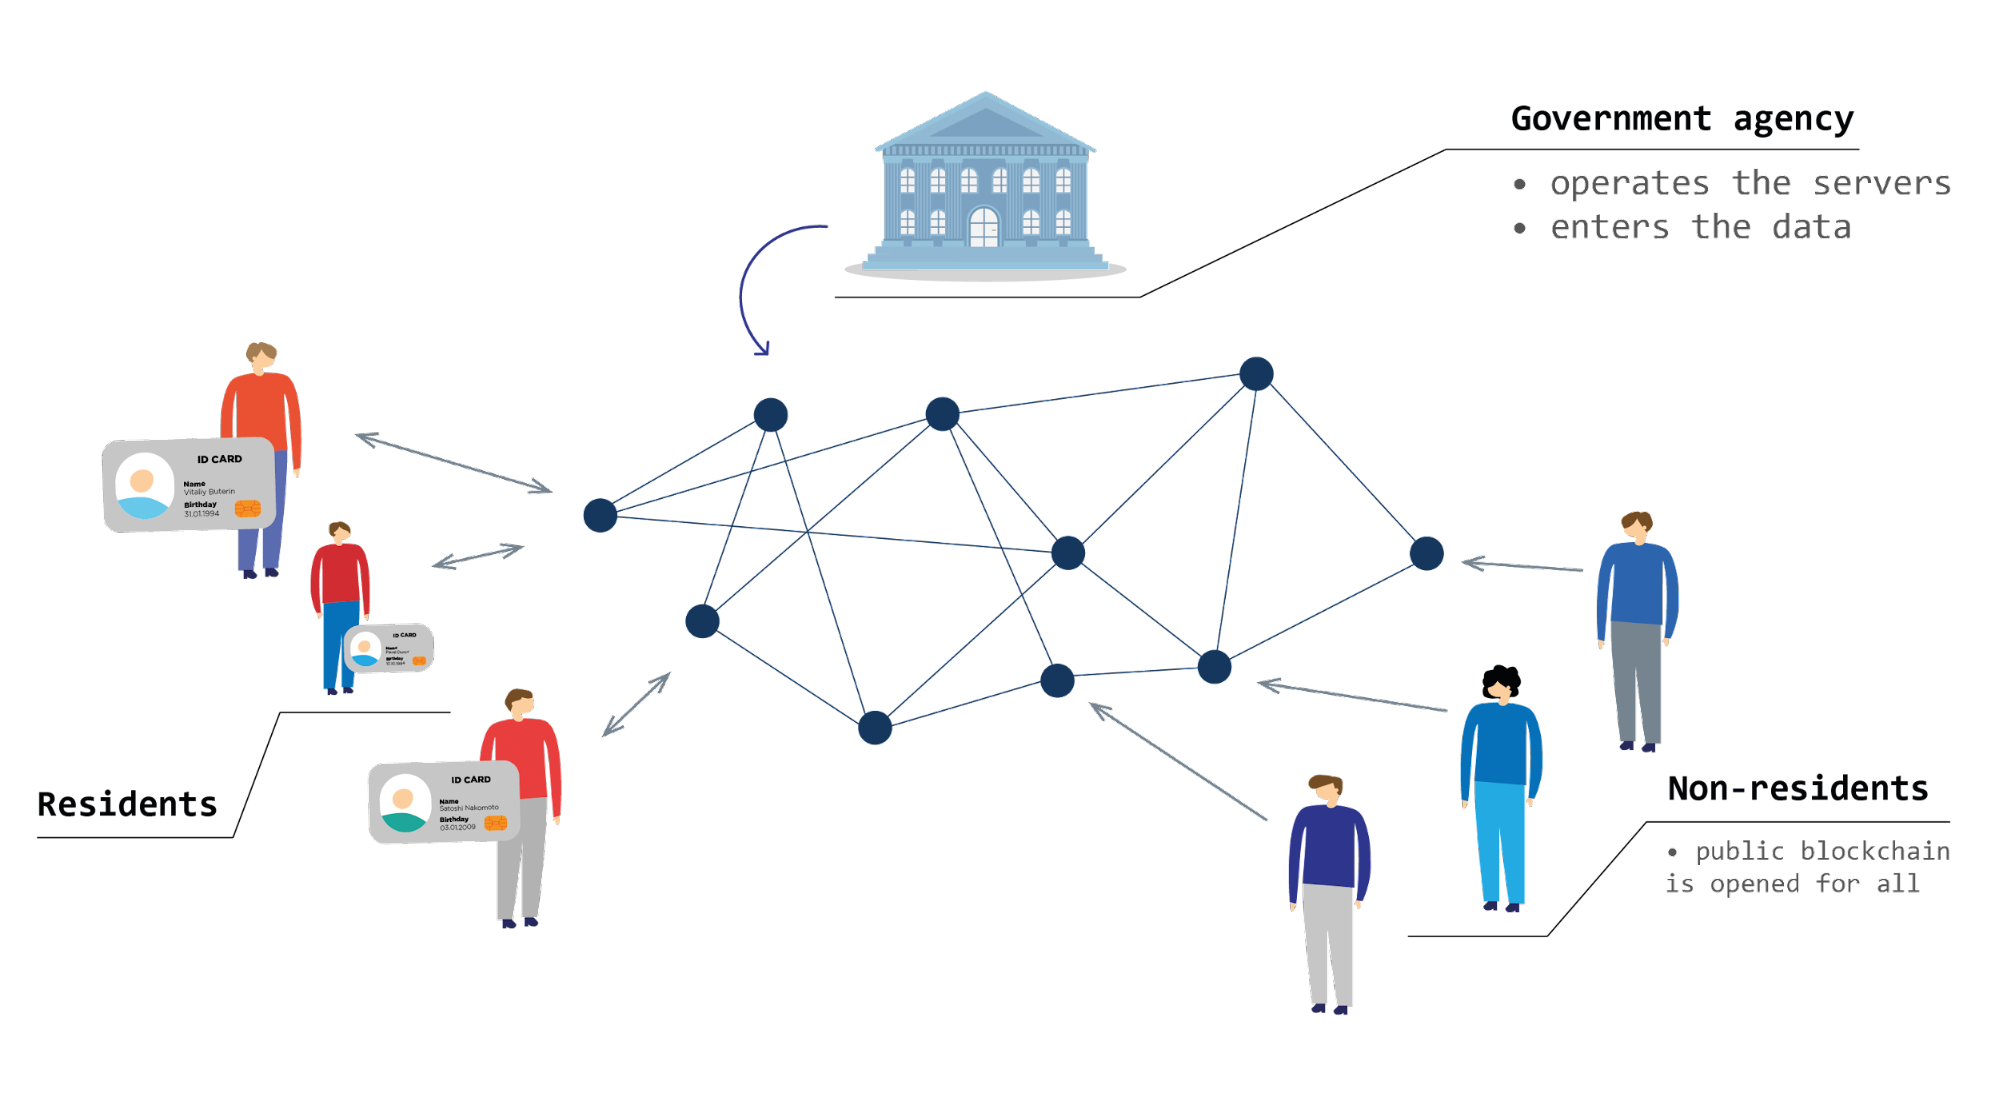 Government agency
• operates the servers
• enters the data
ID CARD
Name
Vitaliy Buterin
Birthday
31.01.1994
ID CARD
Name
Birthday
ID CARD
Name
Satoshi Nakomoto
Birthday
03.01.2009
Residents
Non-residents
• public blockchain
is opened for all